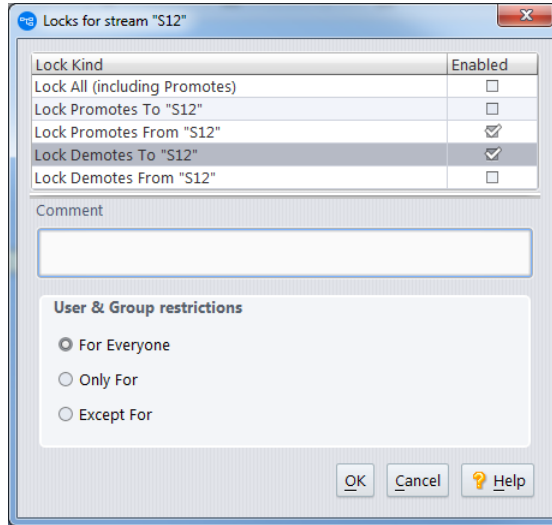 Locks for stream "S12"
Lock Kind Enabled
Lock All (including Promotes)
Lock Promotes To "S12"
Lock Promotes From "S12"
Lock Demotes To "S12"
Lock Demotes From "S12"
Comment
User & Group restrictions
For Everyone
Only For
Except For
OK Cancel ? Help